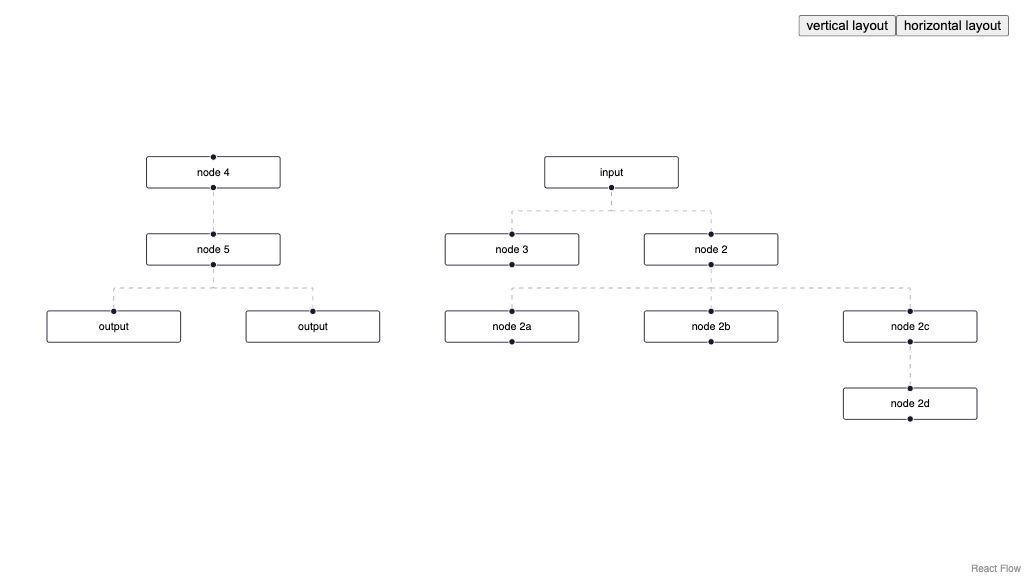 vertical layout horizontal layout
node 4 input
node 5 node 3 node 2
output output node 2a node 2b node 2c
node 2d
React Flow